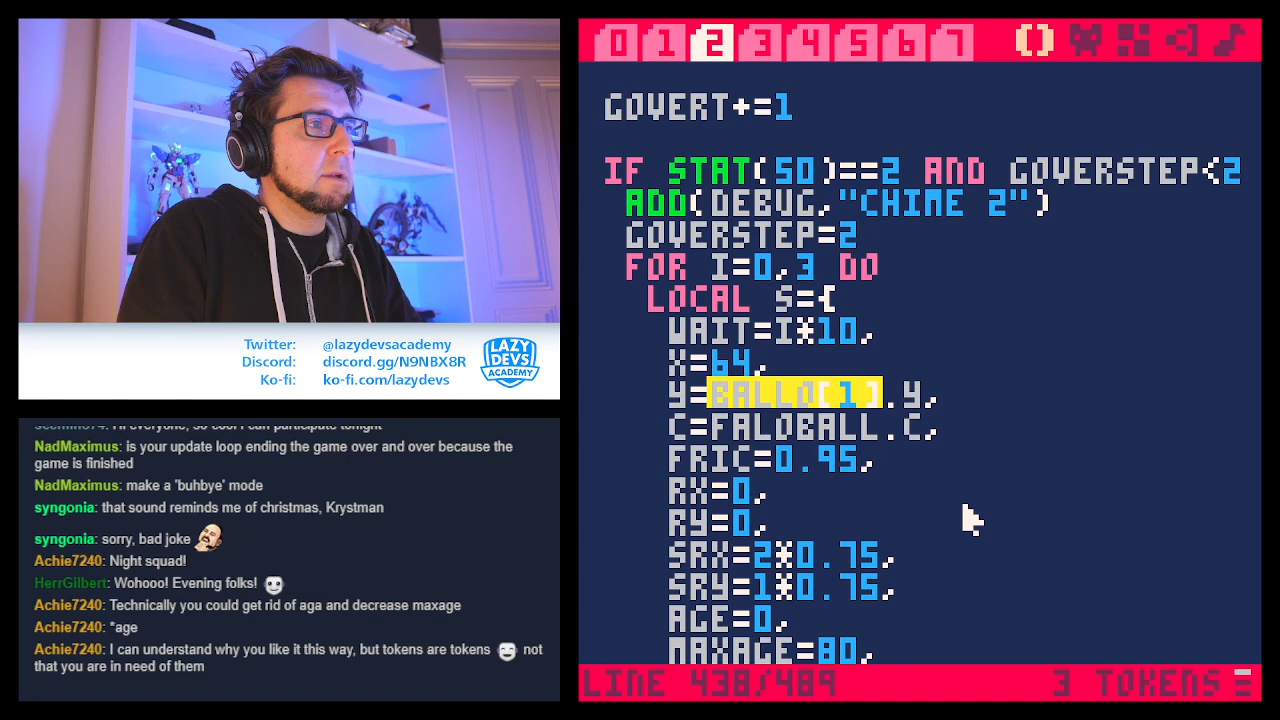 0 1 2 3 4 5 6 7
GOVERT+=1
IF STAT(50)==2 AND GOVERSTEP<2
ADD(DEBUG,"CHIME 2")
GOVERSTEP=2
FOR I=0,3 DO
LOCAL S={
WAIT=I*10,
X=64,
Y=BALLO[1].Y,
C=FALOBALL.C,
FRIC=0.95,
RX=0,
RY=0,
SRX=2*0.75,
SRY=1*0.75,
AGE=0,
MAXAGE=80,
LINE 438/489 3 TOKENS
Twitter: @lazydevsacademy
Discord: discord.gg/N9NBX8R
Ko-fi: ko-fi.com/lazydevs
LAZY
DEVS
ACADEMY
NadMaximus: is your update loop ending the game over and over because the
game is finished
NadMaximus: make a 'buhbye' mode
syngonia: that sound reminds me of christmas, Krystman
syngonia: sorry, bad joke
Achie7240: Night squad!
HerrGilbert: Wohooo! Evening folks!
Achie7240: Technically you could get rid of aga and decrease maxage
Achie7240: *age
Achie7240: I can understand why you like it this way, but tokens are tokens not
that you are in need of them